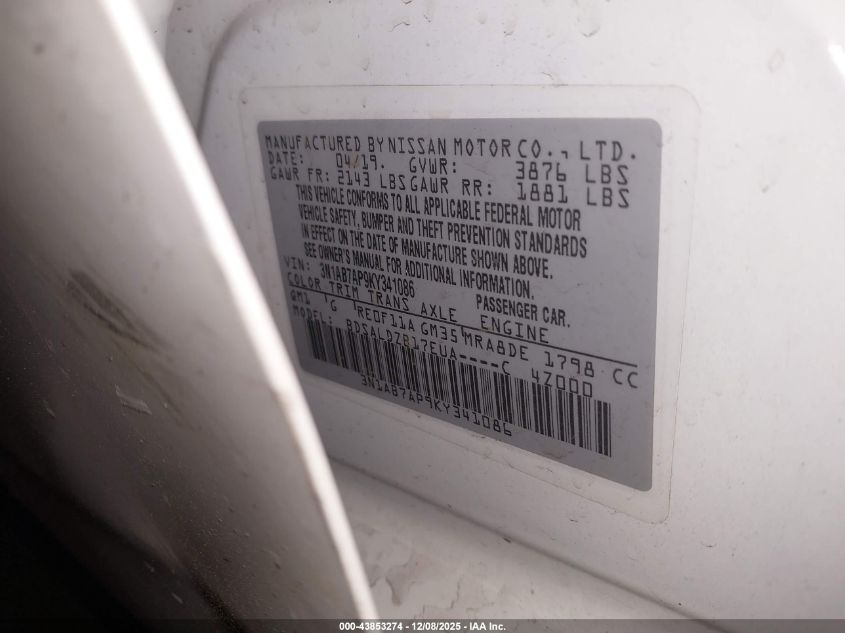 MANUFACTURED BY NISSAN MOTOR CO., LTD.
DATE: 04/19. GVWR: 3876 LBS
GAWR FR: 2143 LBS GAWR RR: 1881 LBS
THIS VEHICLE CONFORMS TO ALL APPLICABLE FEDERAL MOTOR
VEHICLE SAFETY, BUMPER AND THEFT PREVENTION STANDARDS
IN EFFECT ON THE DATE OF MANUFACTURE SHOWN ABOVE.
SEE OWNER'S MANUAL FOR ADDITIONAL INFORMATION.
VIN: 3N1AB7AP9KY341086 PASSENGER CAR.
COLOR TRIM TRANS AXLE ENGINE
GM1 'G RE0F11A GM35 MRA8DE 1798 CC
MODEL: BDSALDZB17EUA----C 4Z000
3N1AB7AP9KY341086
000-43853274 - 12/08/2025 - IAA Inc.